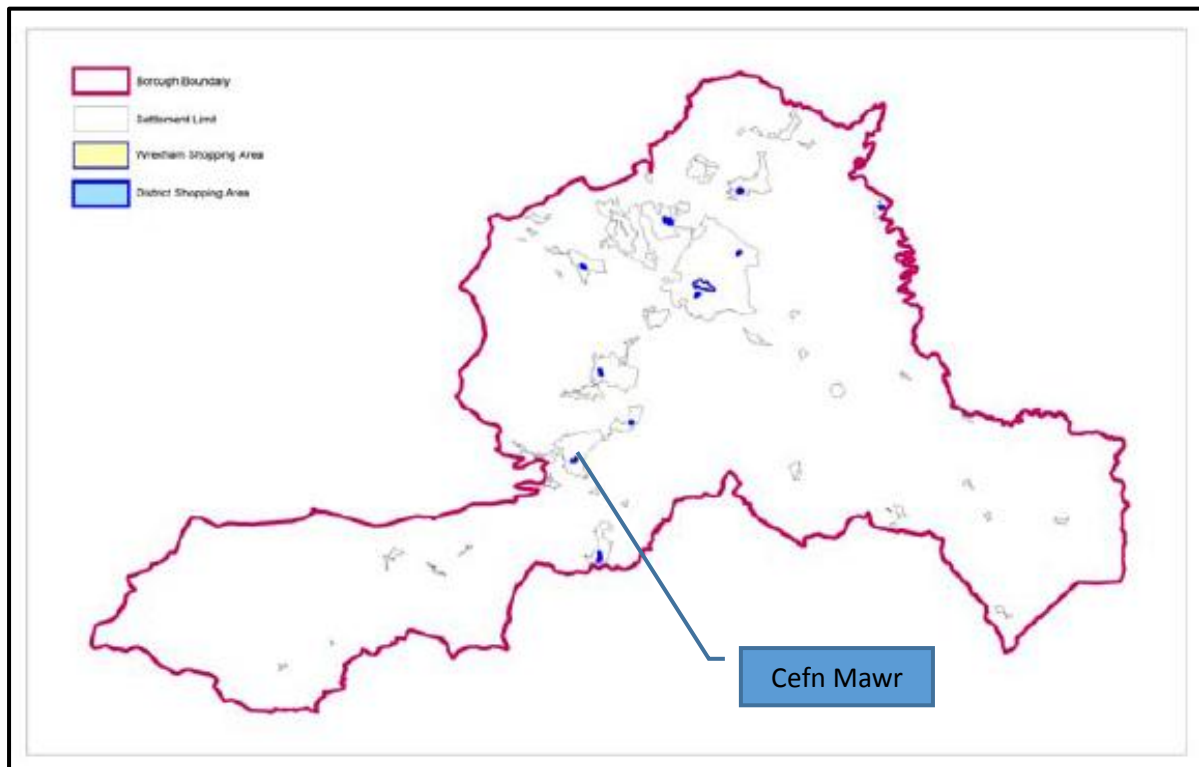 Borough Boundary
Settlement Limit
Wrexham Shopping Area
District Shopping Area
Cefn Mawr